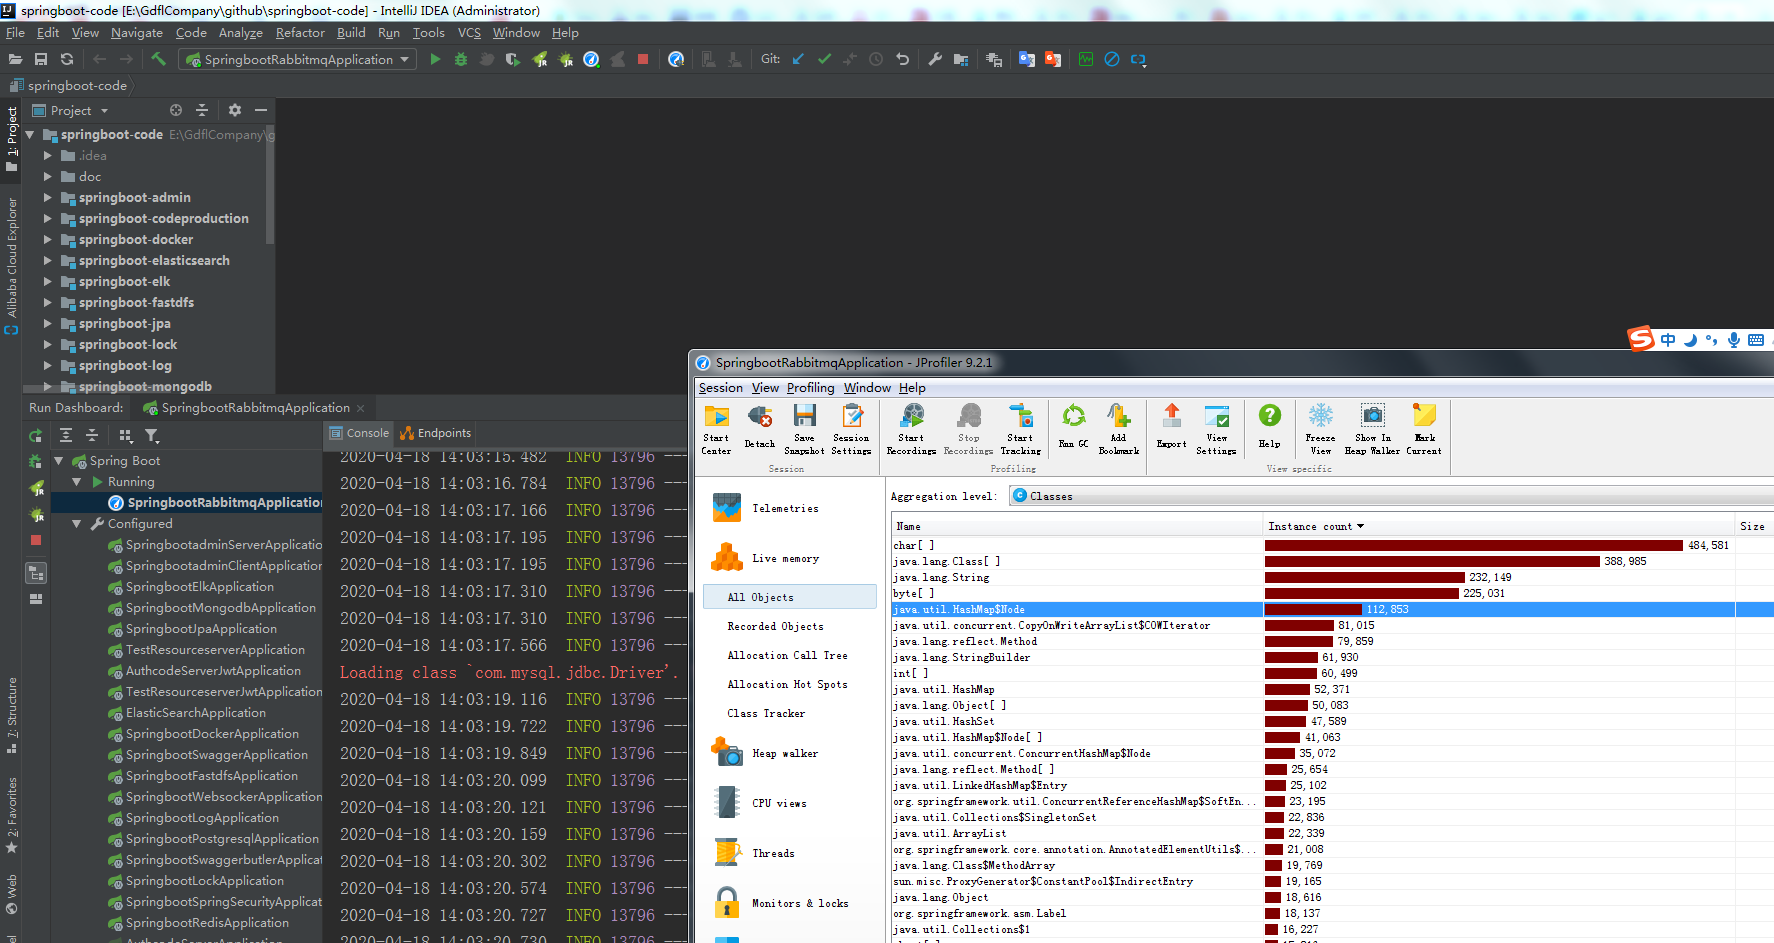 springboot-code [E:\GdflCompany\github\springboot-code] - IntelliJ IDEA (Administrator)
File Edit View Navigate Code Analyze Refactor Build Run Tools VCS Window Help
SpringbootRabbitmqApplication
Git:
springboot-code
1: Project
Alibaba Cloud Explorer
7: Structure
2: Favorites
Web
Project
springboot-code E:\GdflCompany\g
.idea
doc
springboot-admin
springboot-codeproduction
springboot-docker
springboot-elasticsearch
springboot-elk
springboot-fastdfs
springboot-jpa
springboot-lock
springboot-log
springboot-mongodb
Run Dashboard: SpringbootRabbitmqApplication
Console Endpoints
Spring Boot
Running
SpringbootRabbitmqApplication
Configured
SpringbootadminServerApplicatio
SpringbootadminClientApplication
SpringbootElkApplication
SpringbootMongodbApplication
SpringbootJpaApplication
TestResourceserverApplication
AuthcodeServerJwtApplication
TestResourceserverJwtApplication
ElasticSearchApplication
SpringbootDockerApplication
SpringbootSwaggerApplication
SpringbootFastdfsApplication
SpringbootWebsockerApplication
SpringbootLogApplication
SpringbootPostgresqlApplication
SpringbootSwaggerbutlerApplicat
SpringbootLockApplication
SpringbootSpringSecurityApplicat
SpringbootRedisApplication
2020-04-18 14:03:15.482 INFO 13796 ---
2020-04-18 14:03:16.784 INFO 13796 ---
2020-04-18 14:03:17.166 INFO 13796 ---
2020-04-18 14:03:17.195 INFO 13796 ---
2020-04-18 14:03:17.195 INFO 13796 ---
2020-04-18 14:03:17.310 INFO 13796 ---
2020-04-18 14:03:17.310 INFO 13796 ---
2020-04-18 14:03:17.566 INFO 13796 ---
Loading class `com.mysql.jdbc.Driver'.
2020-04-18 14:03:19.116 INFO 13796 ---
2020-04-18 14:03:19.722 INFO 13796 ---
2020-04-18 14:03:19.849 INFO 13796 ---
2020-04-18 14:03:20.099 INFO 13796 ---
2020-04-18 14:03:20.121 INFO 13796 ---
2020-04-18 14:03:20.159 INFO 13796 ---
2020-04-18 14:03:20.302 INFO 13796 ---
2020-04-18 14:03:20.574 INFO 13796 ---
2020-04-18 14:03:20.727 INFO 13796 ---
2020-04-18 14:03:20.730 INFO 13796 ---
中
SpringbootRabbitmqApplication - JProfiler 9.2.1
Session View Profiling Window Help
Start Center
Detach
Save Snapshot
Session Settings
Start Recordings
Stop Recordings
Start Tracking
Run GC
Add Bookmark
Export
View Settings
Help
Freeze View
Show In Heap Walker
Mark Current
Session Profiling View specific
Telemetries
Live memory
All Objects
Recorded Objects
Allocation Call Tree
Allocation Hot Spots
Class Tracker
Heap walker
CPU views
Threads
Monitors & locks
Aggregation level: Classes
Name Instance count Size
char[ ] 484,581
java.lang.Class[ ] 388,985
java.lang.String 232,149
byte[ ] 225,031
java.util.HashMap$Node 112,853
java.util.concurrent.CopyOnWriteArrayList$COWIterator 81,015
java.lang.reflect.Method 79,859
java.lang.StringBuilder 61,930
int[ ] 60,499
java.util.HashMap 52,371
java.lang.Object[ ] 50,083
java.util.HashSet 47,589
java.util.HashMap$Node[ ] 41,063
java.util.concurrent.ConcurrentHashMap$Node 35,072
java.lang.reflect.Method[ ] 25,654
java.util.LinkedHashMap$Entry 25,102
org.springframework.util.ConcurrentReferenceHashMap$SoftEn... 23,195
java.util.Collections$SingletonSet 22,836
java.util.ArrayList 22,339
org.springframework.core.annotation.AnnotatedElementUtils$... 21,008
java.lang.Class$MethodArray 19,769
sun.misc.ProxyGenerator$ConstantPool$IndirectEntry 19,165
java.lang.Object 18,616
org.springframework.asm.Label 18,137
java.util.Collections$1 16,227